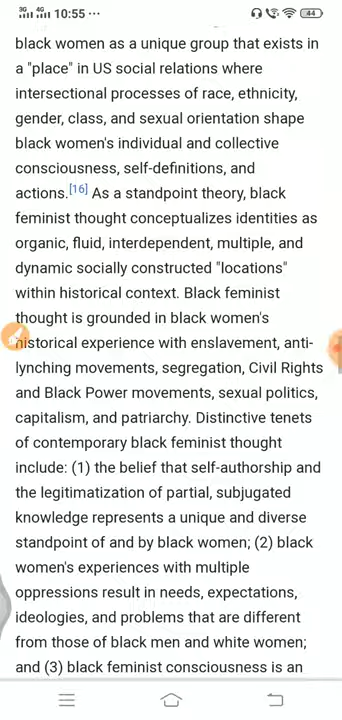 3G 4G 10:55 ··· 44
black women as a unique group that exists in
a "place" in US social relations where
intersectional processes of race, ethnicity,
gender, class, and sexual orientation shape
black women's individual and collective
consciousness, self-definitions, and
actions.[16] As a standpoint theory, black
feminist thought conceptualizes identities as
organic, fluid, interdependent, multiple, and
dynamic socially constructed "locations"
within historical context. Black feminist
thought is grounded in black women's
historical experience with enslavement, anti-
lynching movements, segregation, Civil Rights
and Black Power movements, sexual politics,
capitalism, and patriarchy. Distinctive tenets
of contemporary black feminist thought
include: (1) the belief that self-authorship and
the legitimatization of partial, subjugated
knowledge represents a unique and diverse
standpoint of and by black women; (2) black
women's experiences with multiple
oppressions result in needs, expectations,
ideologies, and problems that are different
from those of black men and white women;
and (3) black feminist consciousness is an